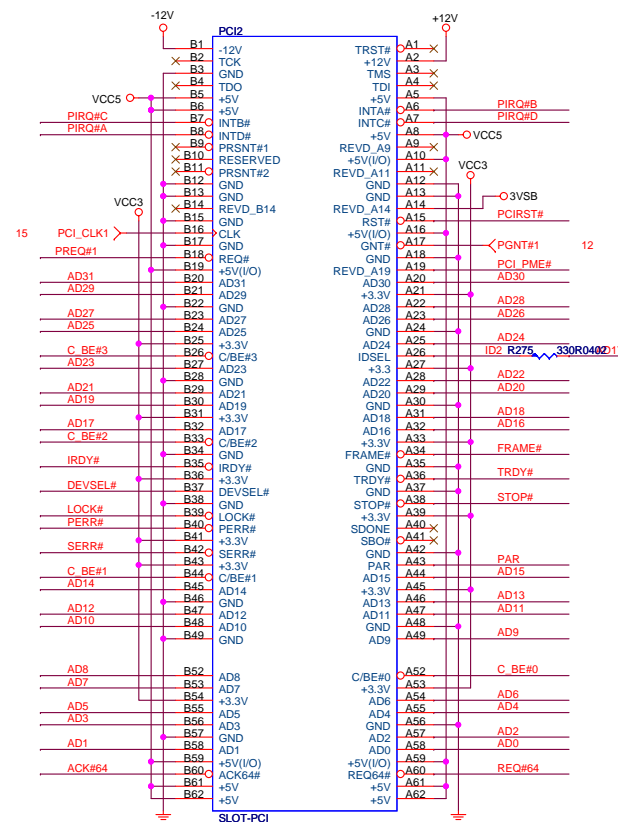 -12V
+12V
PCI2
B1 -12V TRST# A1
B2 TCK +12V A2
B3 GND TMS A3
B4 TDO TDI A4
VCC5 B5 +5V +5V A5
B6 +5V INTA# A6 PIRQ#B
PIRQ#C B7 INTB# INTC# A7 PIRQ#D
PIRQ#A B8 INTD# +5V A8 VCC5
B9 PRSNT#1 REVD_A9 A9
B10 RESERVED +5V(I/O) A10
B11 PRSNT#2 REVD_A11 A11
VCC3
B12 GND GND A12
B13 GND GND A13
VCC3 B14 REVD_B14 REVD_A14 A14 3VSB
B15 GND RST# A15 PCIRST#
15 PCI_CLK1 B16 CLK +5V(I/O) A16
B17 GND GNT# A17 PGNT#1 12
PREQ#1 B18 REQ# GND A18
B19 +5V(I/O) REVD_A19 A19 PCI_PME#
AD31 B20 AD31 AD30 A20 AD30
AD29 B21 AD29 +3.3V A21
B22 GND AD28 A22 AD28
AD27 B23 AD27 AD26 A23 AD26
AD25 B24 AD25 GND A24
B25 +3.3V AD24 A25 AD24
C_BE#3 B26 C/BE#3 IDSEL A26 ID2 R275 330R0402
AD23 B27 AD23 +3.3 A27
B28 GND AD22 A28 AD22
AD21 B29 AD21 AD20 A29 AD20
AD19 B30 AD19 GND A30
B31 +3.3V AD18 A31 AD18
AD17 B32 AD17 AD16 A32 AD16
C_BE#2 B33 C/BE#2 +3.3V A33
B34 GND FRAME# A34 FRAME#
IRDY# B35 IRDY# GND A35
B36 +3.3V TRDY# A36 TRDY#
DEVSEL# B37 DEVSEL# GND A37
B38 GND STOP# A38 STOP#
LOCK# B39 LOCK# +3.3V A39
PERR# B40 PERR# SDONE A40
B41 +3.3V SBO# A41
SERR# B42 SERR# GND A42
B43 +3.3V PAR A43 PAR
C_BE#1 B44 C/BE#1 AD15 A44 AD15
AD14 B45 AD14 +3.3V A45
B46 GND AD13 A46 AD13
AD12 B47 AD12 AD11 A47 AD11
AD10 B48 AD10 GND A48
B49 GND AD9 A49 AD9
AD8 B52 AD8 C/BE#0 A52 C_BE#0
AD7 B53 AD7 +3.3V A53
B54 +3.3V AD6 A54 AD6
AD5 B55 AD5 AD4 A55 AD4
AD3 B56 AD3 GND A56
B57 GND AD2 A57 AD2
AD1 B58 AD1 AD0 A58 AD0
B59 +5V(I/O) +5V(I/O) A59
ACK#64 B60 ACK64# REQ64# A60 REQ#64
B61 +5V +5V A61
B62 +5V +5V A62
SLOT-PCI